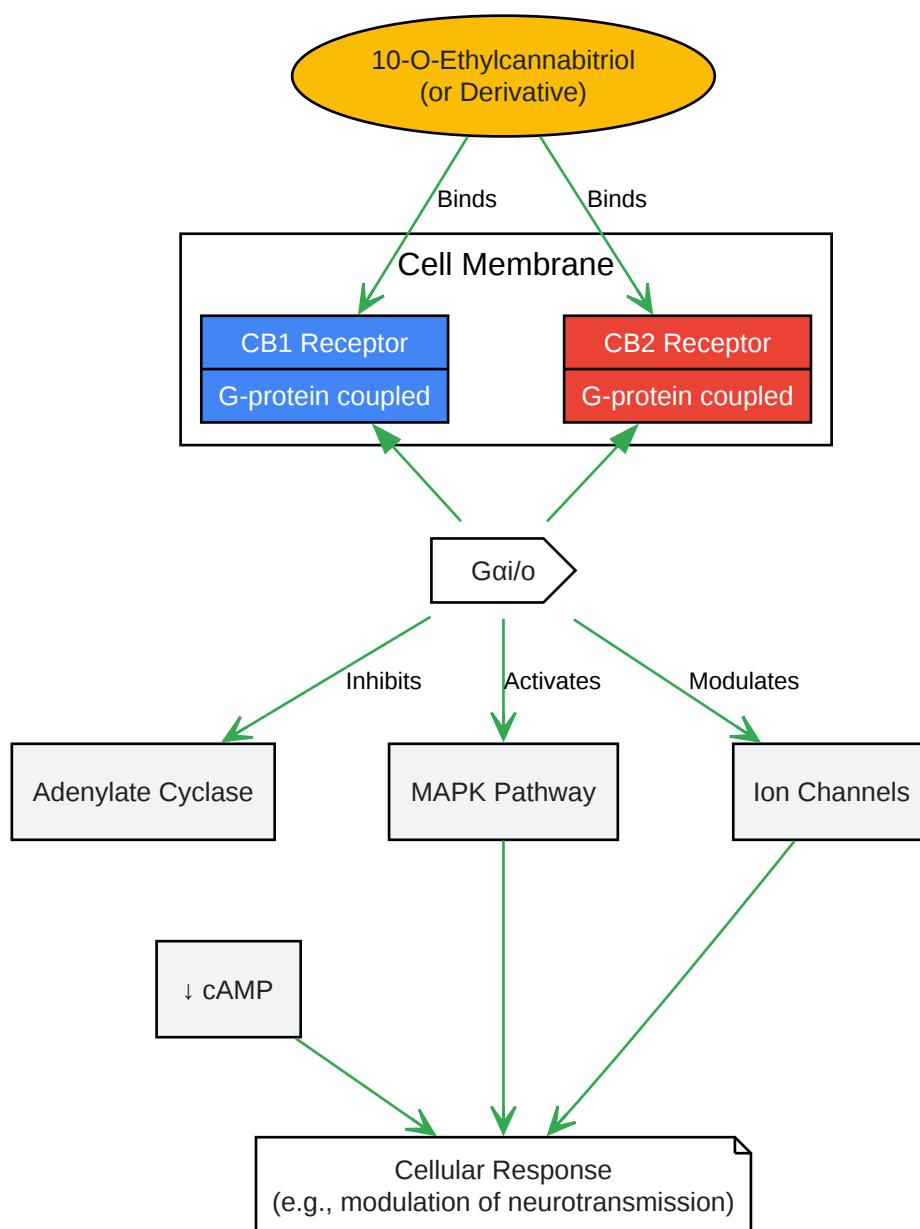 10-O-Ethylcannabitriol
(or Derivative)
Binds
Binds
Cell Membrane
CB1 Receptor
G-protein coupled
CB2 Receptor
G-protein coupled
Gαi/o
Inhibits
Activates
Modulates
Adenylate Cyclase
MAPK Pathway
Ion Channels
↓ cAMP
Cellular Response
(e.g., modulation of neurotransmission)